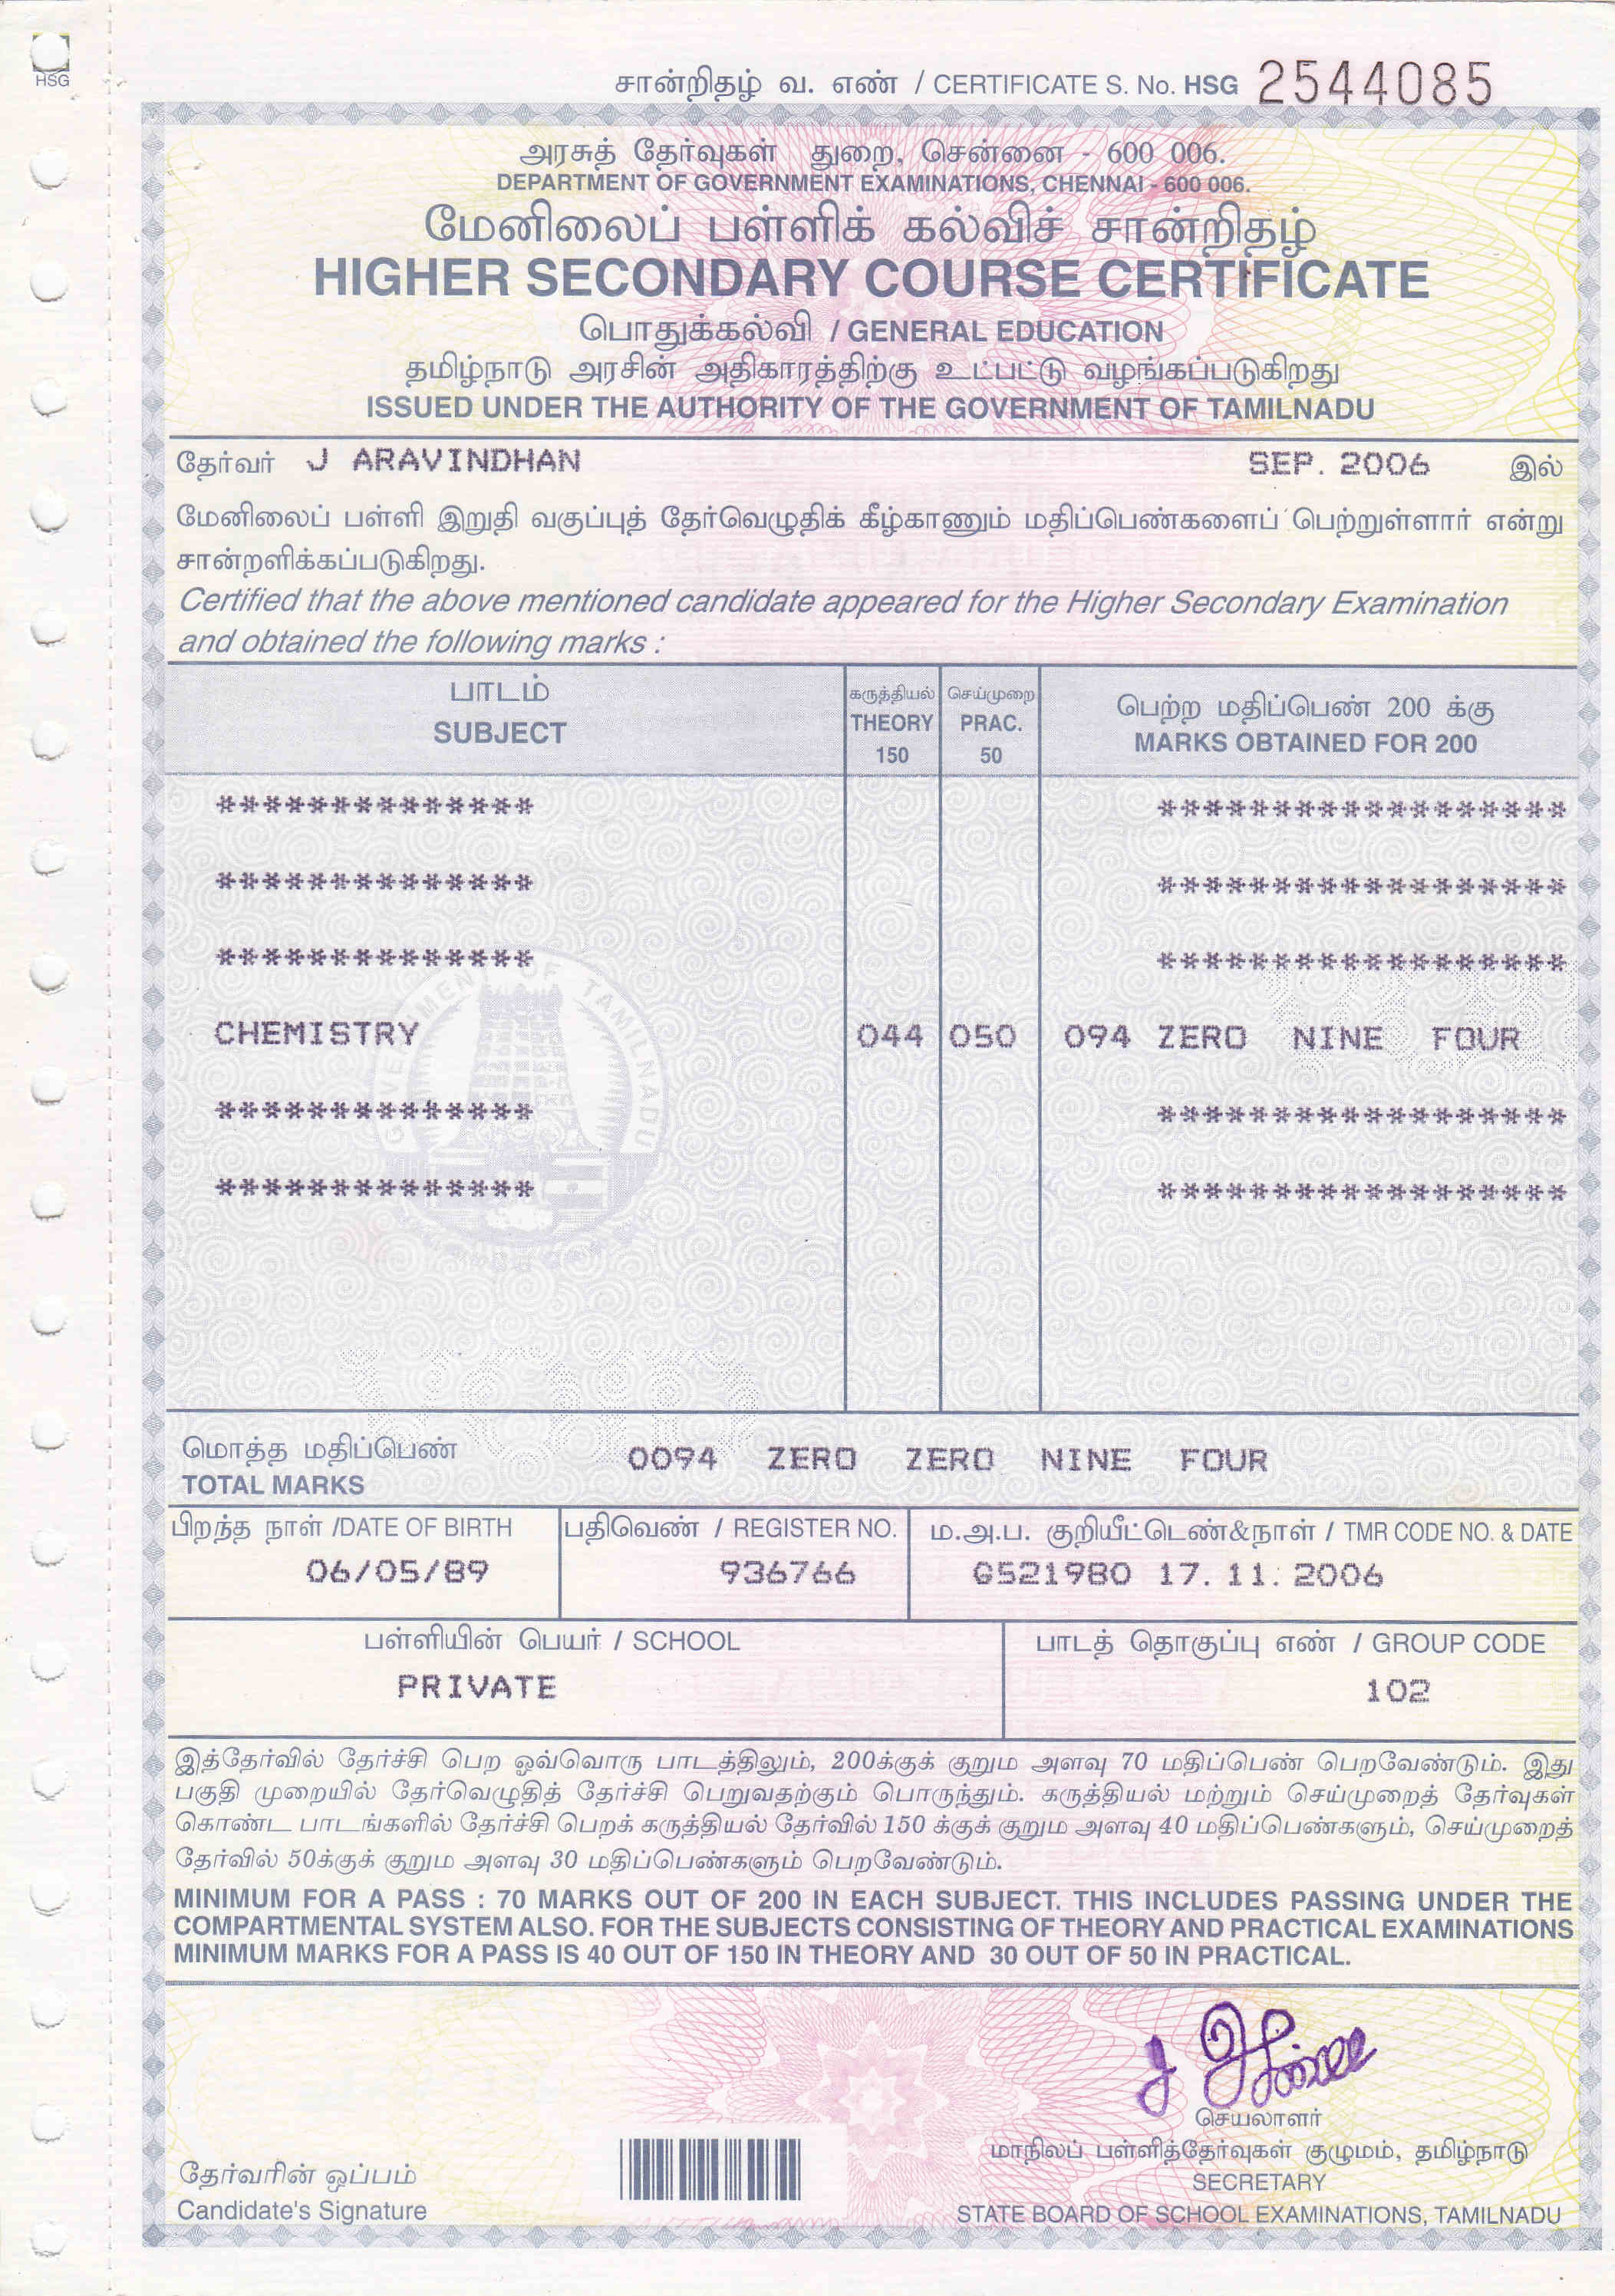 HSG
சான்றிதழ் வ. எண் / CERTIFICATE S. No. HSG 2544085
அரசுத் தேர்வுகள் துறை, சென்னை - 600 006.
DEPARTMENT OF GOVERNMENT EXAMINATIONS, CHENNAI - 600 006.
மேனிலைப் பள்ளிக் கல்விச் சான்றிதழ்
HIGHER SECONDARY COURSE CERTIFICATE
பொதுக்கல்வி / GENERAL EDUCATION
தமிழ்நாடு அரசின் அதிகாரத்திற்கு உட்பட்டு வழங்கப்படுகிறது
ISSUED UNDER THE AUTHORITY OF THE GOVERNMENT OF TAMILNADU
தேர்வர் J ARAVINDHAN SEP. 2006 இல்
மேனிலைப் பள்ளி இறுதி வகுப்புத் தேர்வெழுதிக் கீழ்காணும் மதிப்பெண்களைப் பெற்றுள்ளார் என்று
சான்றளிக்கப்படுகிறது.
Certified that the above mentioned candidate appeared for the Higher Secondary Examination
and obtained the following marks :
பாடம் கருத்தியல் செய்முறை பெற்ற மதிப்பெண் 200 க்கு
SUBJECT THEORY PRAC. MARKS OBTAINED FOR 200
150 50
************** ******************
************** ******************
************** ******************
GOVERNMENT OF TAMIL NADU
CHEMISTRY 044 050 094 ZERO NINE FOUR
************** ******************
************** ******************
மொத்த மதிப்பெண் 0094 ZERO ZERO NINE FOUR
TOTAL MARKS
பிறந்த நாள் /DATE OF BIRTH பதிவெண் / REGISTER NO. ம.அ.ப. குறியீட்டெண்&நாள் / TMR CODE NO. & DATE
06/05/89 936766 G521980 17. 11. 2006
பள்ளியின் பெயர் / SCHOOL பாடத் தொகுப்பு எண் / GROUP CODE
PRIVATE 102
இத்தேர்வில் தேர்ச்சி பெற ஒவ்வொரு பாடத்திலும், 200க்குக் குறும அளவு 70 மதிப்பெண் பெறவேண்டும். இது
பகுதி முறையில் தேர்வெழுதித் தேர்ச்சி பெறுவதற்கும் பொருந்தும். கருத்தியல் மற்றும் செய்முறைத் தேர்வுகள்
கொண்ட பாடங்களில் தேர்ச்சி பெறக் கருத்தியல் தேர்வில் 150 க்குக் குறும அளவு 40 மதிப்பெண்களும், செய்முறைத்
தேர்வில் 50க்குக் குறும அளவு 30 மதிப்பெண்களும் பெறவேண்டும்.
MINIMUM FOR A PASS : 70 MARKS OUT OF 200 IN EACH SUBJECT. THIS INCLUDES PASSING UNDER THE
COMPARTMENTAL SYSTEM ALSO. FOR THE SUBJECTS CONSISTING OF THEORY AND PRACTICAL EXAMINATIONS
MINIMUM MARKS FOR A PASS IS 40 OUT OF 150 IN THEORY AND 30 OUT OF 50 IN PRACTICAL.
செயலாளர்
தேர்வரின் ஒப்பம் மாநிலப் பள்ளித்தேர்வுகள் குழுமம், தமிழ்நாடு
SECRETARY
Candidate's Signature STATE BOARD OF SCHOOL EXAMINATIONS, TAMILNADU